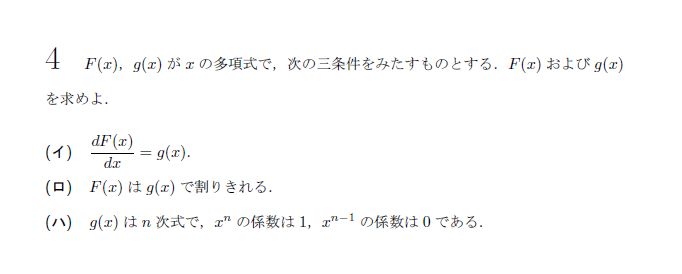 4 F(x), g(x) が x の多項式で,次の三条件をみたすものとする.F(x) および g(x)
を求めよ.
(イ) dF(x)/dx = g(x).
(ロ) F(x) は g(x) で割りきれる.
(ハ) g(x) は n 次式で,xⁿ の係数は 1,xⁿ⁻¹ の係数は 0 である.